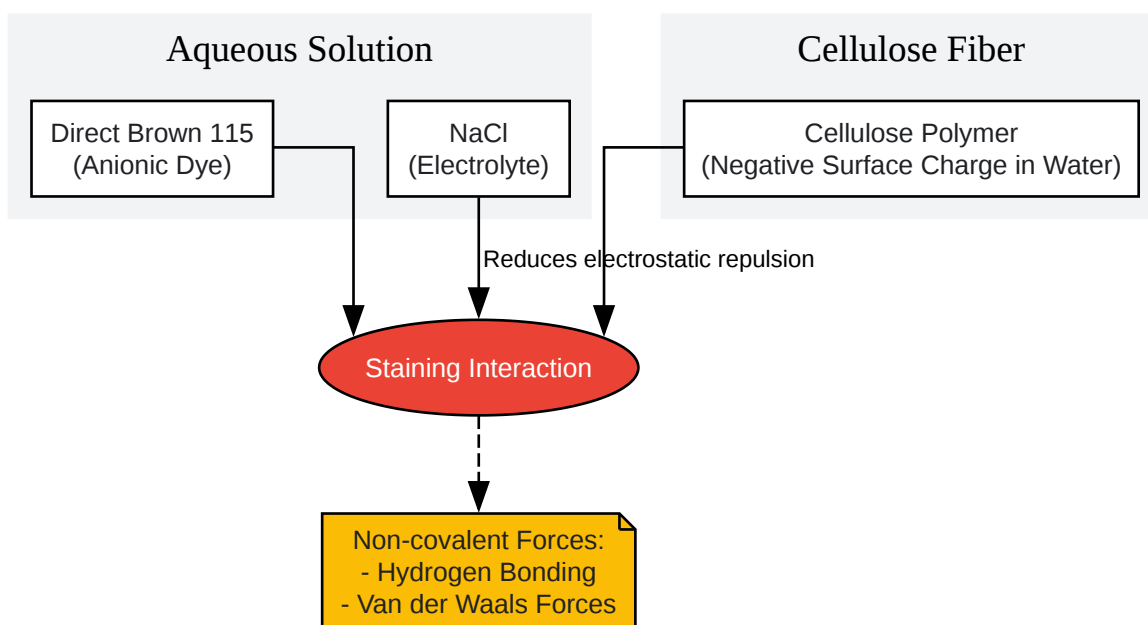 Aqueous Solution
Cellulose Fiber
Direct Brown 115
(Anionic Dye)
NaCl
(Electrolyte)
Cellulose Polymer
(Negative Surface Charge in Water)
Reduces electrostatic repulsion
Staining Interaction
Non-covalent Forces:
- Hydrogen Bonding
- Van der Waals Forces